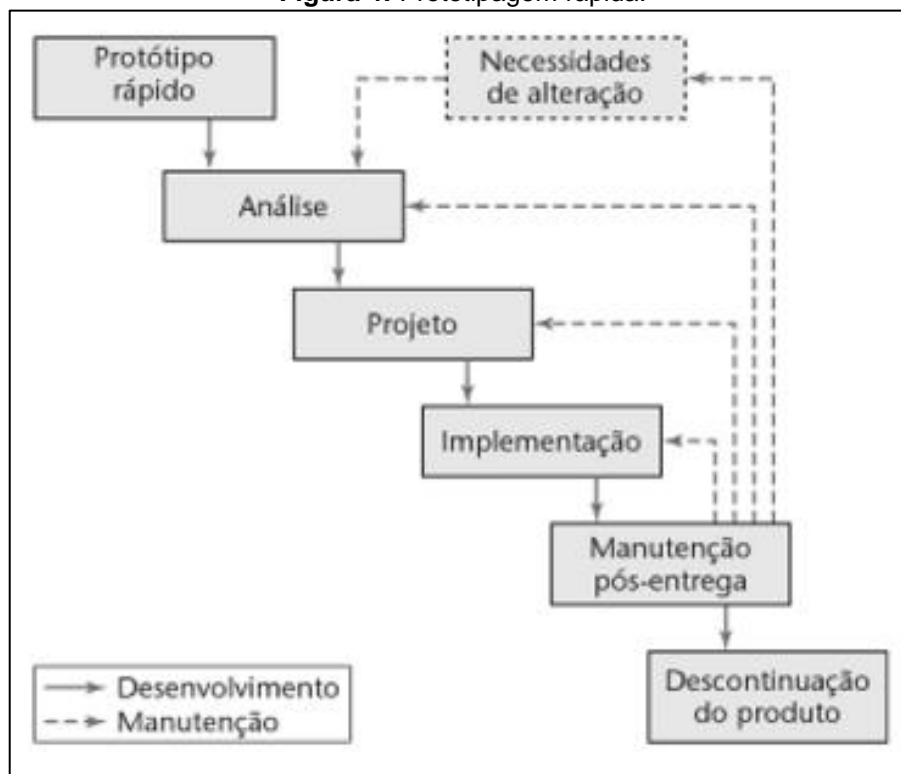 Protótipo
rápido
Necessidades
de alteração
Análise
Projeto
Implementação
Manutenção
pós-entrega
Desenvolvimento
Manutenção
Descontinuação
do produto